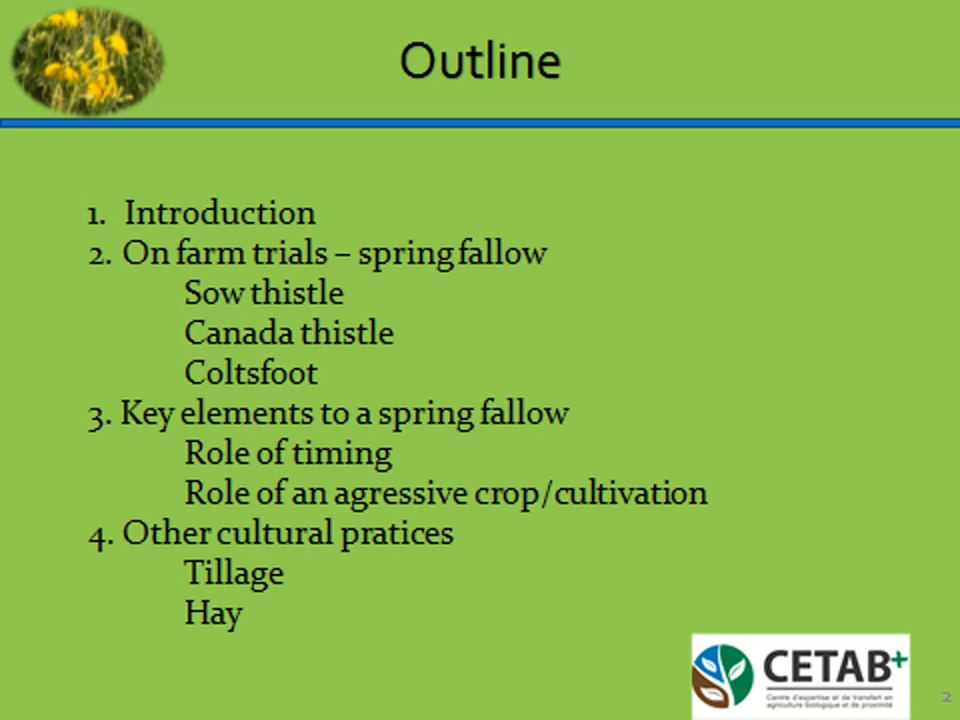 Outline
1. Introduction
2. On farm trials – spring fallow
Sow thistle
Canada thistle
Coltsfoot
3. Key elements to a spring fallow
Role of timing
Role of an agressive crop/cultivation
4. Other cultural pratices
Tillage
Hay
CETAB+
Centre d'expertise et de transfert en
agriculture biologique et de proximité
2